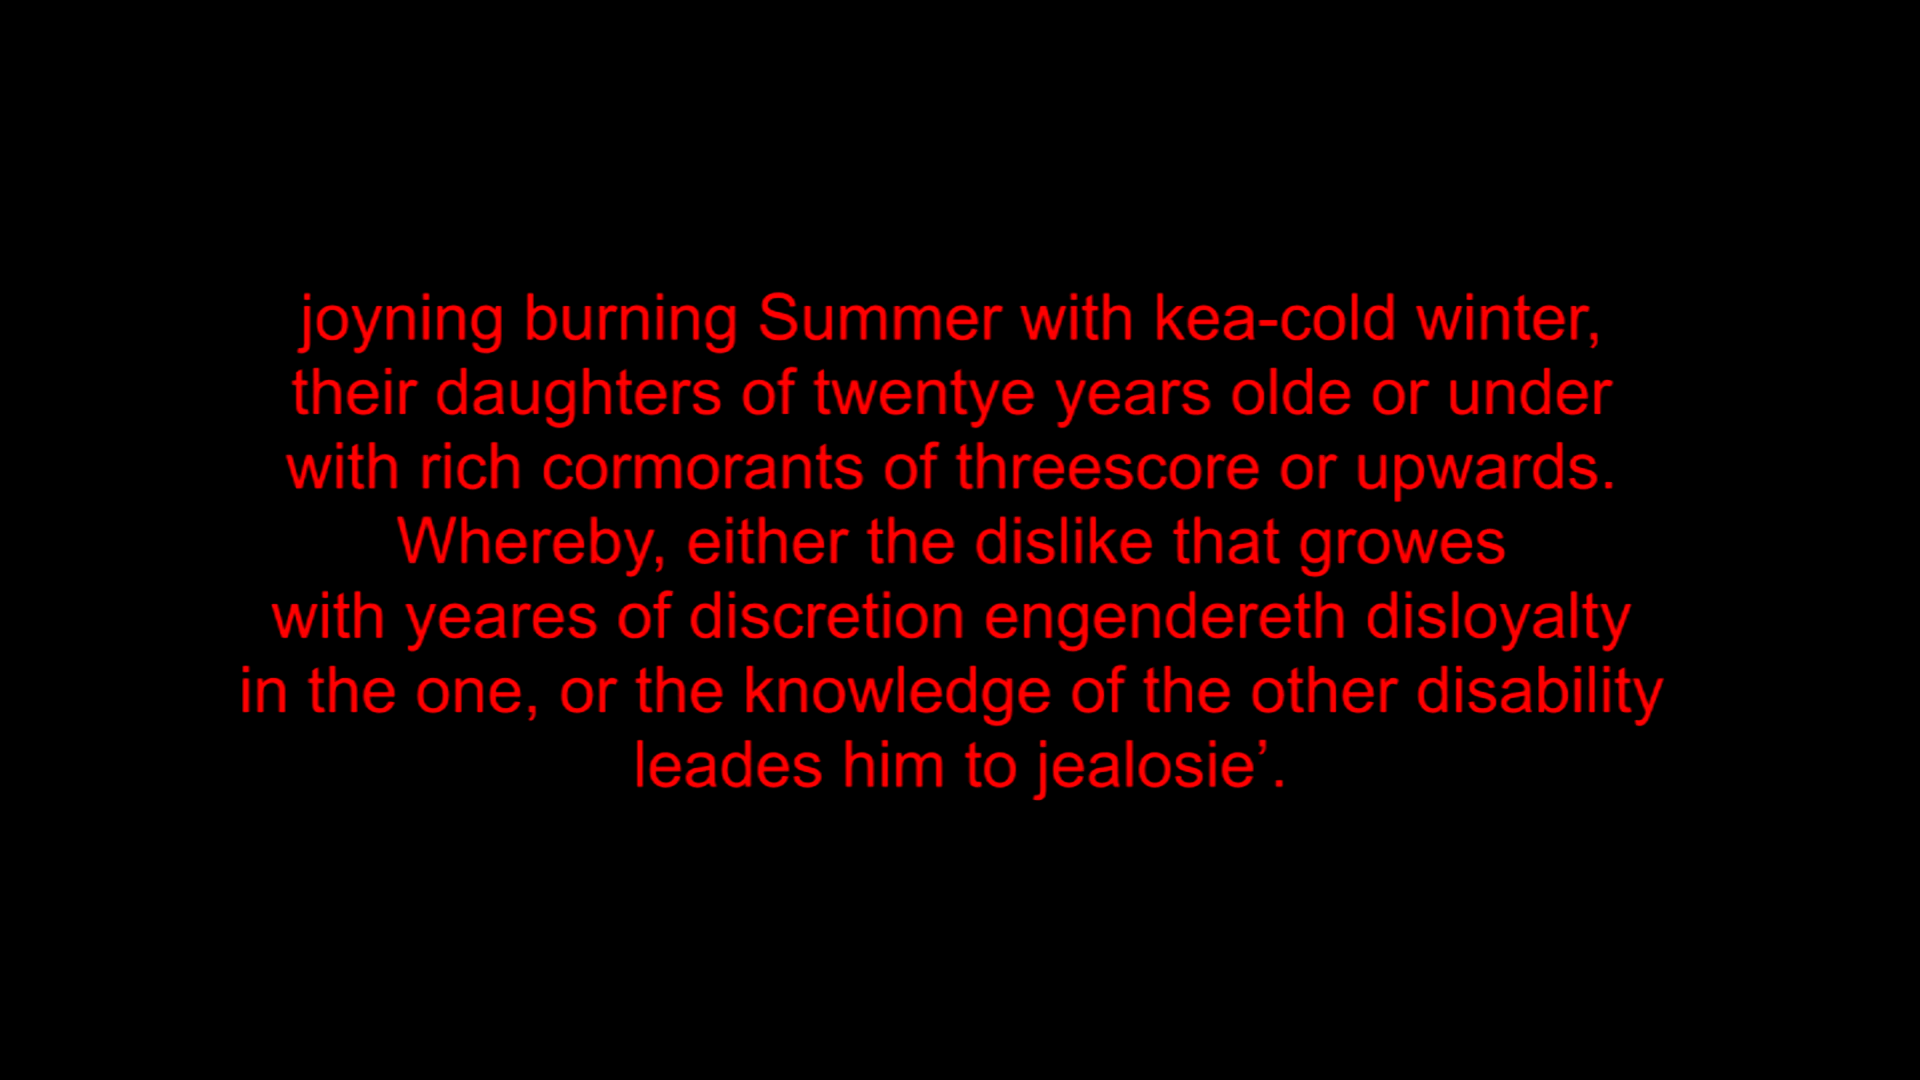 joyning burning Summer with kea-cold winter,
their daughters of twentye years olde or under
with rich cormorants of threescore or upwards.
Whereby, either the dislike that growes
with yeares of discretion engendereth disloyalty
in the one, or the knowledge of the other disability
leades him to jealosie’.